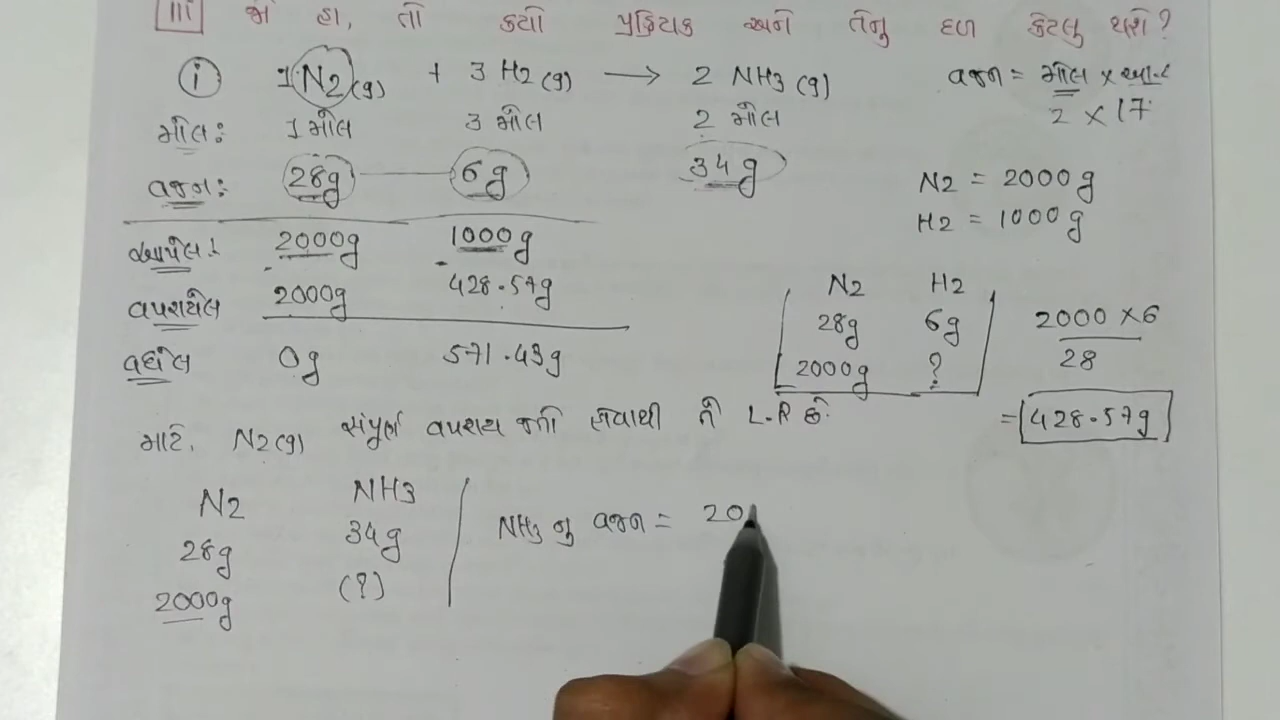 III જો હા, તો કયો પ્રક્રિયક અને તેનુ દળ કેટલુ થશે?
i 1 N2(g) + 3 H2(g) → 2 NH3(g)
વજન = મોલ × આ.
2 × 17
મોલ: 1 મોલ 3 મોલ 2 મોલ
વજન: 28g 6g 34g
N2 = 2000g
H2 = 1000g
આપેલ: 2000g 1000g
વપરાયેલ 2000g 428.57g
વધેલ 0g 571.43g
N2 H2
28g 6g
2000g ?
2000 × 6
28
= 428.57g
માટે, N2(g) સંપૂર્ણ વપરાય જતો હોવાથી તે L.R છે.
N2 NH3
28g 34g
2000g (?)
NH3 નુ વજન = 20